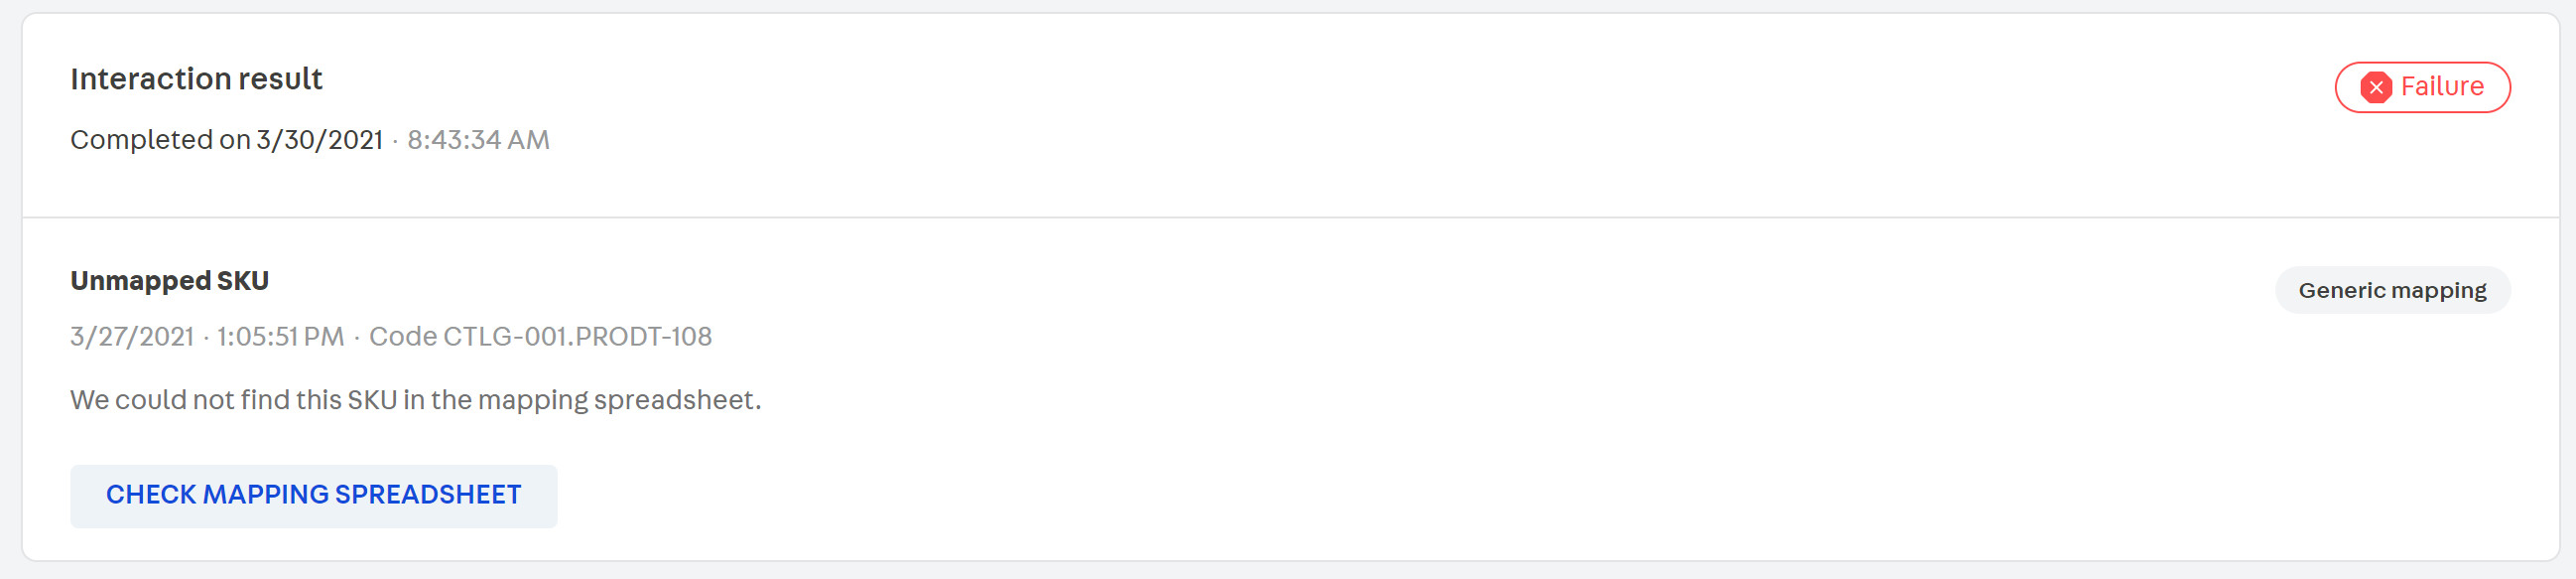 Interaction result
Failure
Completed on 3/30/2021 · 8:43:34 AM
Unmapped SKU
Generic mapping
3/27/2021 · 1:05:51 PM · Code CTLG-001.PRODT-108
We could not find this SKU in the mapping spreadsheet.
CHECK MAPPING SPREADSHEET